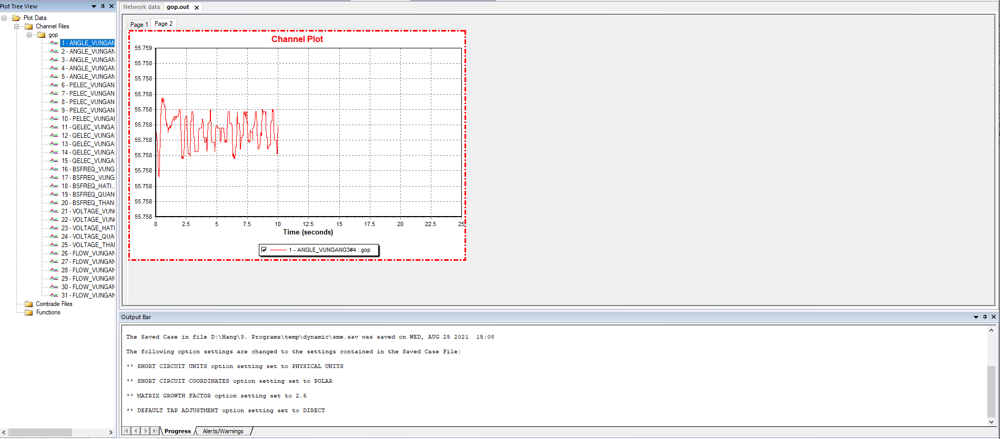 Plot Tree View
Plot Data
Channel Files
gop
1 - ANGLE_VUNGAN
2 - ANGLE_VUNGAN
3 - ANGLE_VUNGAN
4 - ANGLE_VUNGAN
5 - ANGLE_VUNGAN
6 - PELEC_VUNGAN
7 - PELEC_VUNGAN
8 - PELEC_VUNGAN
9 - PELEC_VUNGAN
10 - PELEC_VUNGAI
11 - QELEC_VUNGA
12 - QELEC_VUNGA
13 - QELEC_VUNGA
14 - QELEC_VUNGA
15 - QELEC_VUNGA
16 - BSFREQ_VUNG
17 - BSFREQ_VUNG
18 - BSFREQ_HATI...
19 - BSFREQ_QUAN
20 - BSFREQ_THAN
21 - VOLTAGE_VUN
22 - VOLTAGE_VUN
23 - VOLTAGE_HATI
24 - VOLTAGE_QUA
25 - VOLTAGE_THA
26 - FLOW_VUNGAN
27 - FLOW_VUNGAN
28 - FLOW_VUNGAN
29 - FLOW_VUNGAN
30 - FLOW_VUNGAN
31 - FLOW_VUNGAN
Comtrade Files
Functions
Network data gop.out
Page 1 Page 2
Channel Plot
55.759
55.758
55.758
55.758
55.758
55.758
55.758
55.758
55.758
55.758
55.758
55.758
0 2.5 5 7.5 10 12.5 15 17.5 20 22.5 25
Time (seconds)
1 - ANGLE_VUNGANG3#4 : gop
Output Bar
The Saved Case in file D:\Hang\3. Programs\temp\dynamic\sme.sav was saved on WED, AUG 25 2021 15:08
The following option settings are changed to the settings contained in the Saved Case File:
** SHORT CIRCUIT UNITS option setting set to PHYSICAL UNITS
** SHORT CIRCUIT COORDINATES option setting set to POLAR
** MATRIX GROWTH FACTOR option setting set to 2.5
** DEFAULT TAP ADJUSTMENT option setting set to DIRECT
Progress Alerts/Warnings